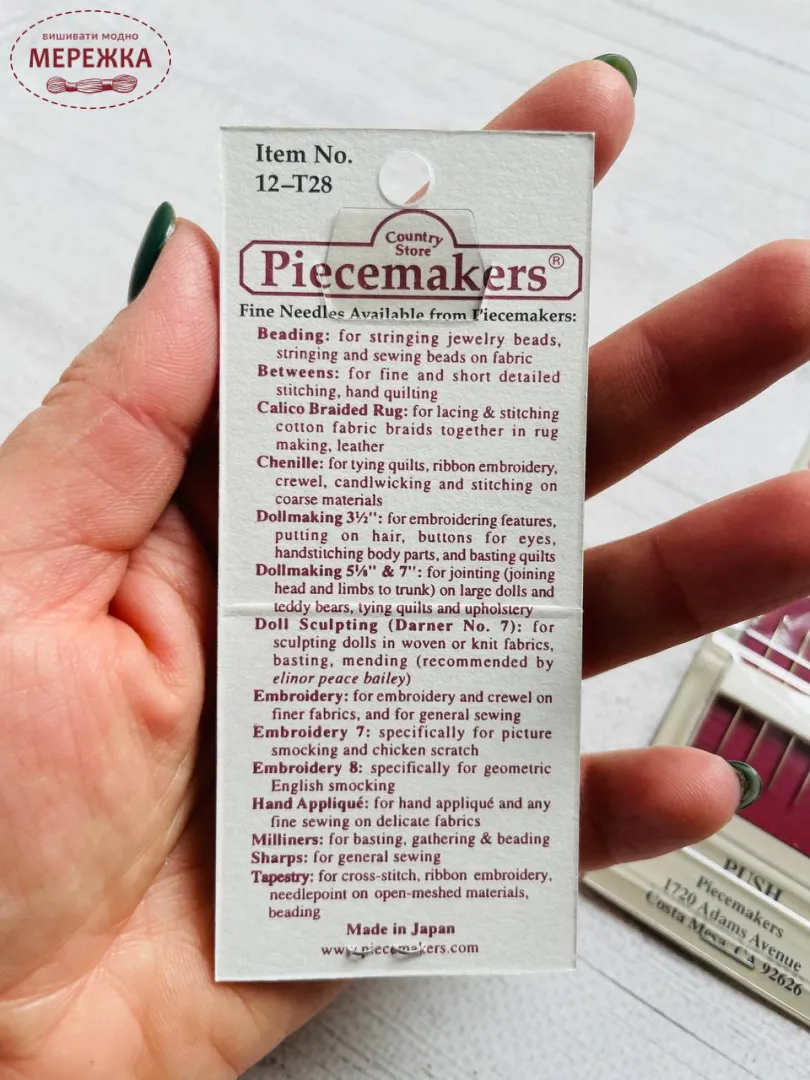 вишивати модно
МЕРЕЖКА
Item No.
12–T28
Country
Store
Piecemakers®
Fine Needles Available from Piecemakers:
Beading: for stringing jewelry beads,
stringing and sewing beads on fabric
Betweens: for fine and short detailed
stitching, hand quilting
Calico Braided Rug: for lacing & stitching
cotton fabric braids together in rug
making, leather
Chenille: for tying quilts, ribbon embroidery,
crewel, candlwicking and stitching on
coarse materials
Dollmaking 3½": for embroidering features,
putting on hair, buttons for eyes,
handstitching body parts, and basting quilts
Dollmaking 5⅛" & 7": for jointing (joining
head and limbs to trunk) on large dolls and
teddy bears, tying quilts and upholstery
Doll Sculpting (Darner No. 7): for
sculpting dolls in woven or knit fabrics,
basting, mending (recommended by
elinor peace bailey)
Embroidery: for embroidery and crewel on
finer fabrics, and for general sewing
Embroidery 7: specifically for picture
smocking and chicken scratch
Embroidery 8: specifically for geometric
English smocking
Hand Appliqué: for hand appliqué and any
fine sewing on delicate fabrics
Milliners: for basting, gathering & beading
Sharps: for general sewing
Tapestry: for cross-stitch, ribbon embroidery,
needlepoint on open-meshed materials,
beading
Made in Japan
www.piecemakers.com
PUSH
Piecemakers
1720 Adams Avenue
Costa Mesa, CA 92626